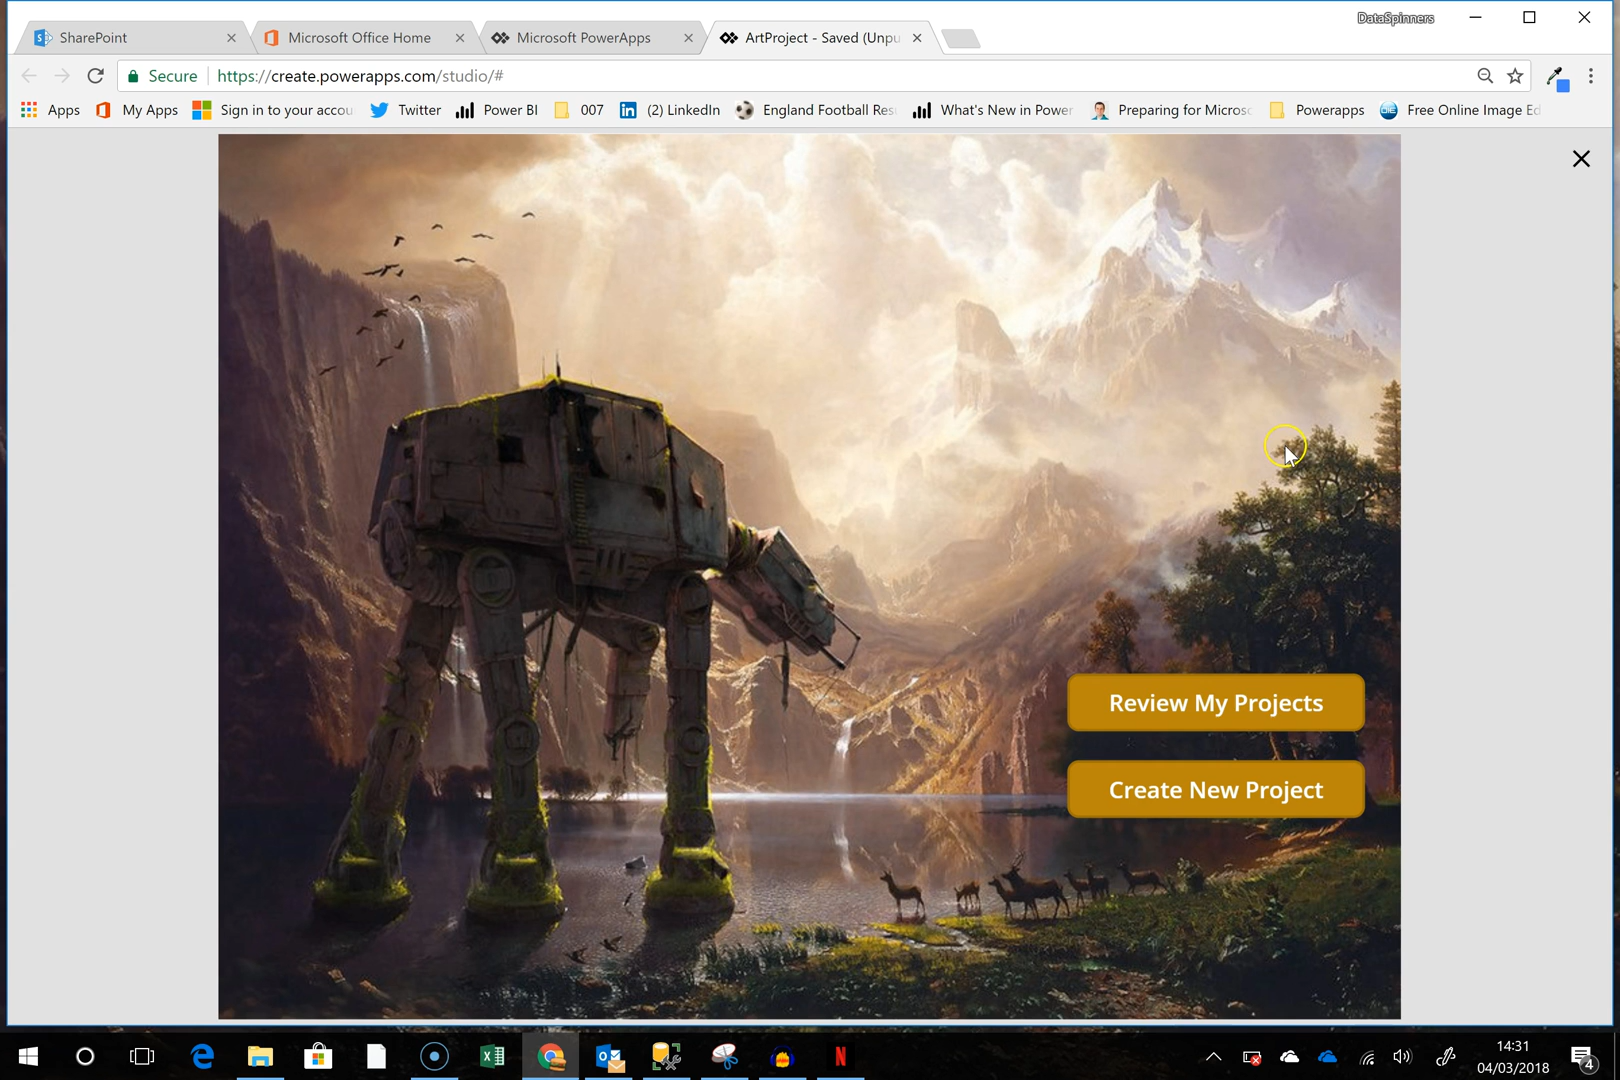 DataSpinners
SharePoint
Microsoft Office Home
Microsoft PowerApps
ArtProject - Saved (Unpu
Secure
https://create.powerapps.com/studio/#
Apps
My Apps
Sign in to your accou
Twitter
Power BI
007
(2) LinkedIn
England Football Res
What's New in Power
Preparing for Microsc
Powerapps
Free Online Image Ed
Review My Projects
Create New Project
14:31
04/03/2018
4